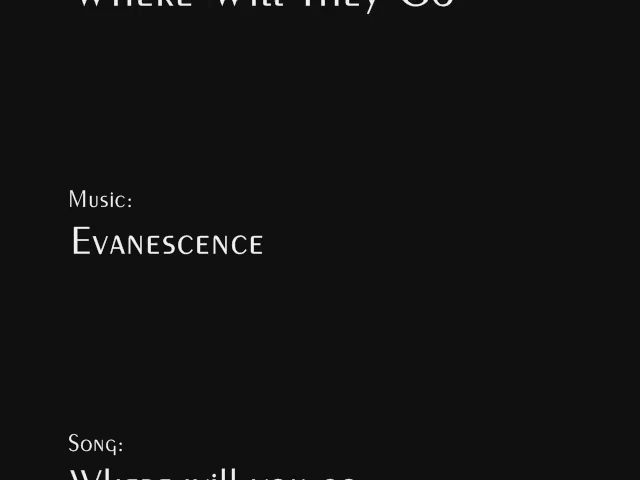 Where Will They Go
Music:
Evanescence
Song:
Where will you go